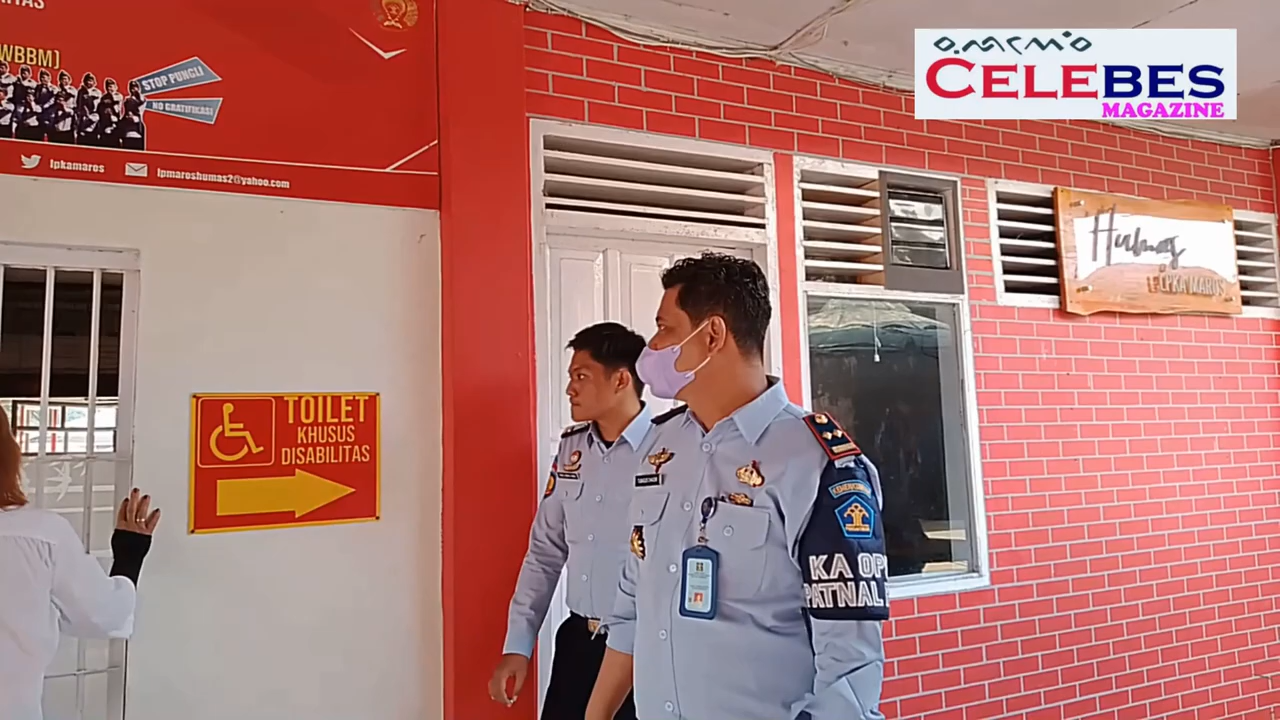 WBBM)
STOP PUNGLI
NO GRATIFIKASI
lpkamaros
lpmaroshumas2@yahoo.com
TOILET
KHUSUS
DISABILITAS
CELEBES
MAGAZINE
Humas
LPKA MAROS
KA OP
PATNAL